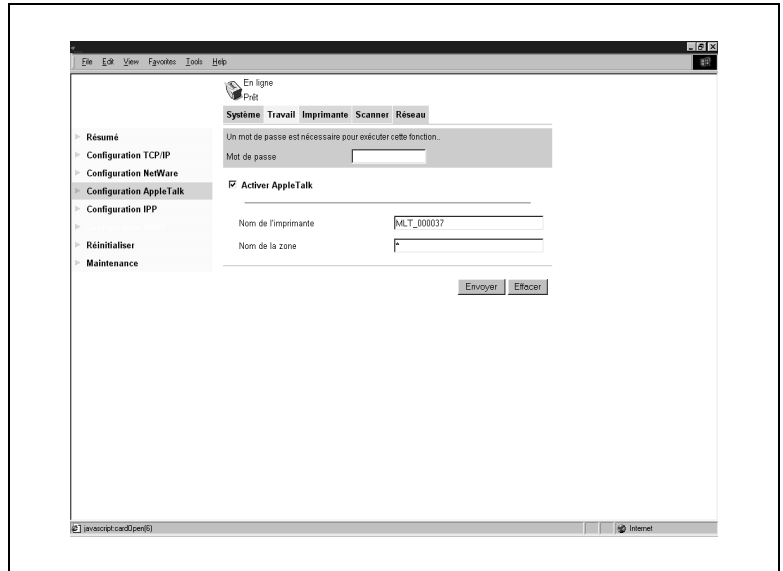 File Edit View Favorites Tools Help
En ligne
Prêt
Système Travail Imprimante Scanner Réseau
Résumé
Configuration TCP/IP
Configuration NetWare
Configuration AppleTalk
Configuration IPP
Réinitialiser
Maintenance
Un mot de passe est nécessaire pour exécuter cette fonction..
Mot de passe
Activer AppleTalk
Nom de l'imprimante MLT_000037
Nom de la zone *
Envoyer Effacer
javascript:cardOpen(6) Internet